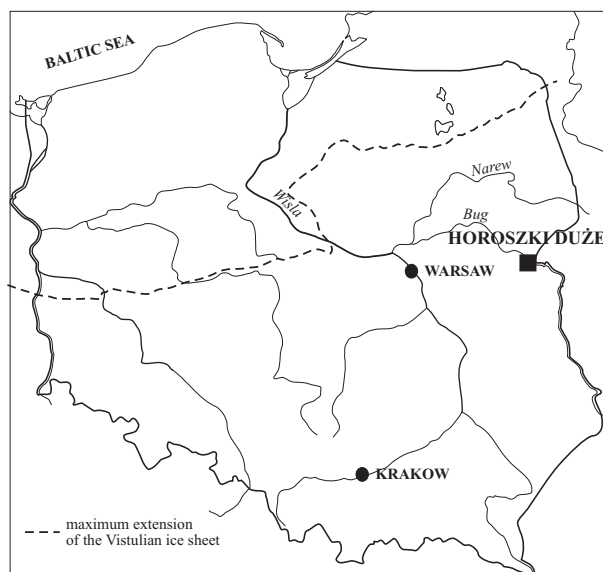 BALTIC SEA
Narew
Wisła
Bug
HOROSZKI DUŻE
WARSAW
KRAKOW
maximum extension
of the Vistulian ice sheet